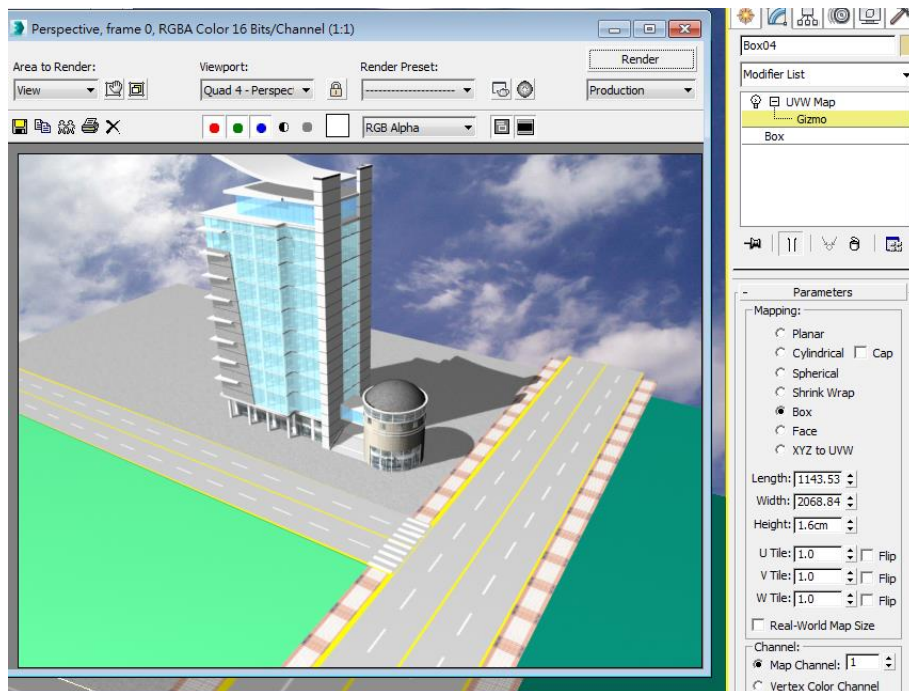 Perspective, frame 0, RGBA Color 16 Bits/Channel (1:1)
Area to Render:
Viewport:
Render Preset:
Render
View
Quad 4 - Perspec
--------------------
Production
RGB Alpha
Box04
Modifier List
UVW Map
Gizmo
Box
- Parameters
Mapping:
Planar
Cylindrical Cap
Spherical
Shrink Wrap
Box
Face
XYZ to UVW
Length: 1143.53
Width: 2068.84
Height: 1.6cm
U Tile: 1.0 Flip
V Tile: 1.0 Flip
W Tile: 1.0 Flip
Real-World Map Size
Channel:
Map Channel: 1
Vertex Color Channel